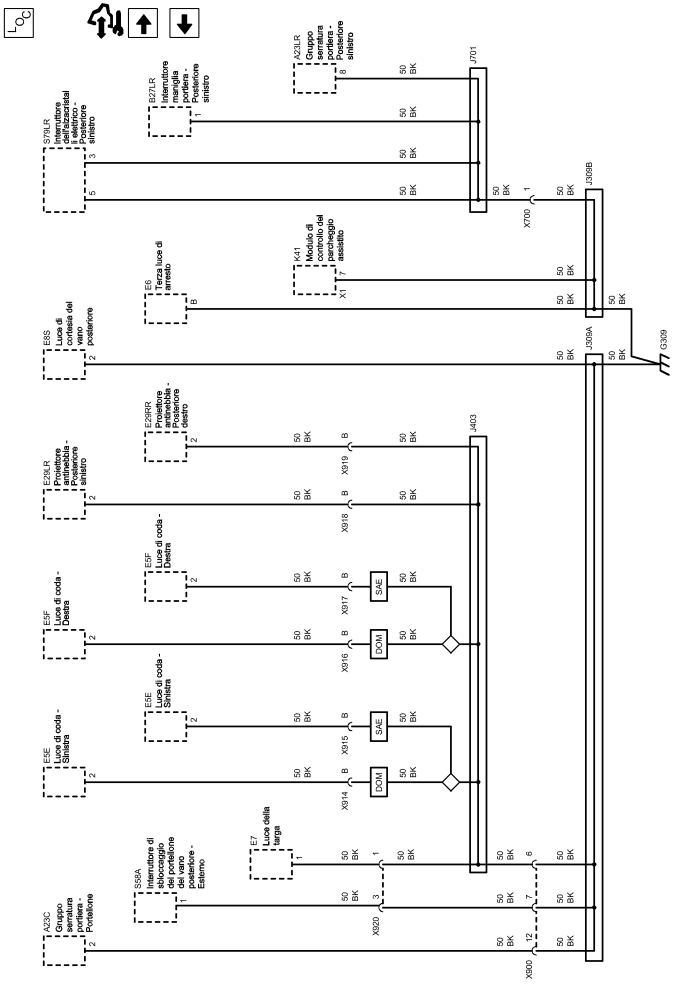 LOC
A23LR
Gruppo
serratura
portiera -
Posteriore
sinistro
8
50
BK
J701
B27LR
Interruttore
maniglia
portiera -
Posteriore
sinistro
1
50
BK
S79LR
Interruttore
dell'alzacristal
li elettrico -
Posteriore
sinistro
3
50
BK
5
50
BK
50
BK
1
X700
50
BK
J309B
K41
Modulo di
controllo del
parcheggio
assistito
7
X1
50
BK
E6
Terza luce di
arresto
B
50
BK
50
BK
E8S
Luce di
cortesia del
vano
posteriore
2
50
BK
J309A
50
BK
G309
E29RR
Proiettore
antinebbia -
Posteriore
destro
2
50
BK
B
X919
50
BK
J403
E29LR
Proiettore
antinebbia -
Posteriore
sinistro
2
50
BK
B
X918
50
BK
E5F
Luce di coda -
Destra
2
50
BK
B
X917
SAE
50
BK
E5F
Luce di coda -
Destra
2
50
BK
B
X916
DOM
50
BK
E5E
Luce di coda -
Sinistra
2
50
BK
B
X915
SAE
50
BK
E5E
Luce di coda -
Sinistra
2
50
BK
B
X914
DOM
50
BK
E7
Luce della
targa
1
50
BK
1
50
BK
50
BK
6
50
BK
S58A
Interruttore di
sbloccaggio
del portellone
del vano
posteriore -
Esterno
1
50
BK
3
X920
50
BK
7
50
BK
A23C
Gruppo
serratura
portiera -
Portellone
2
50
BK
12
X900
50
BK